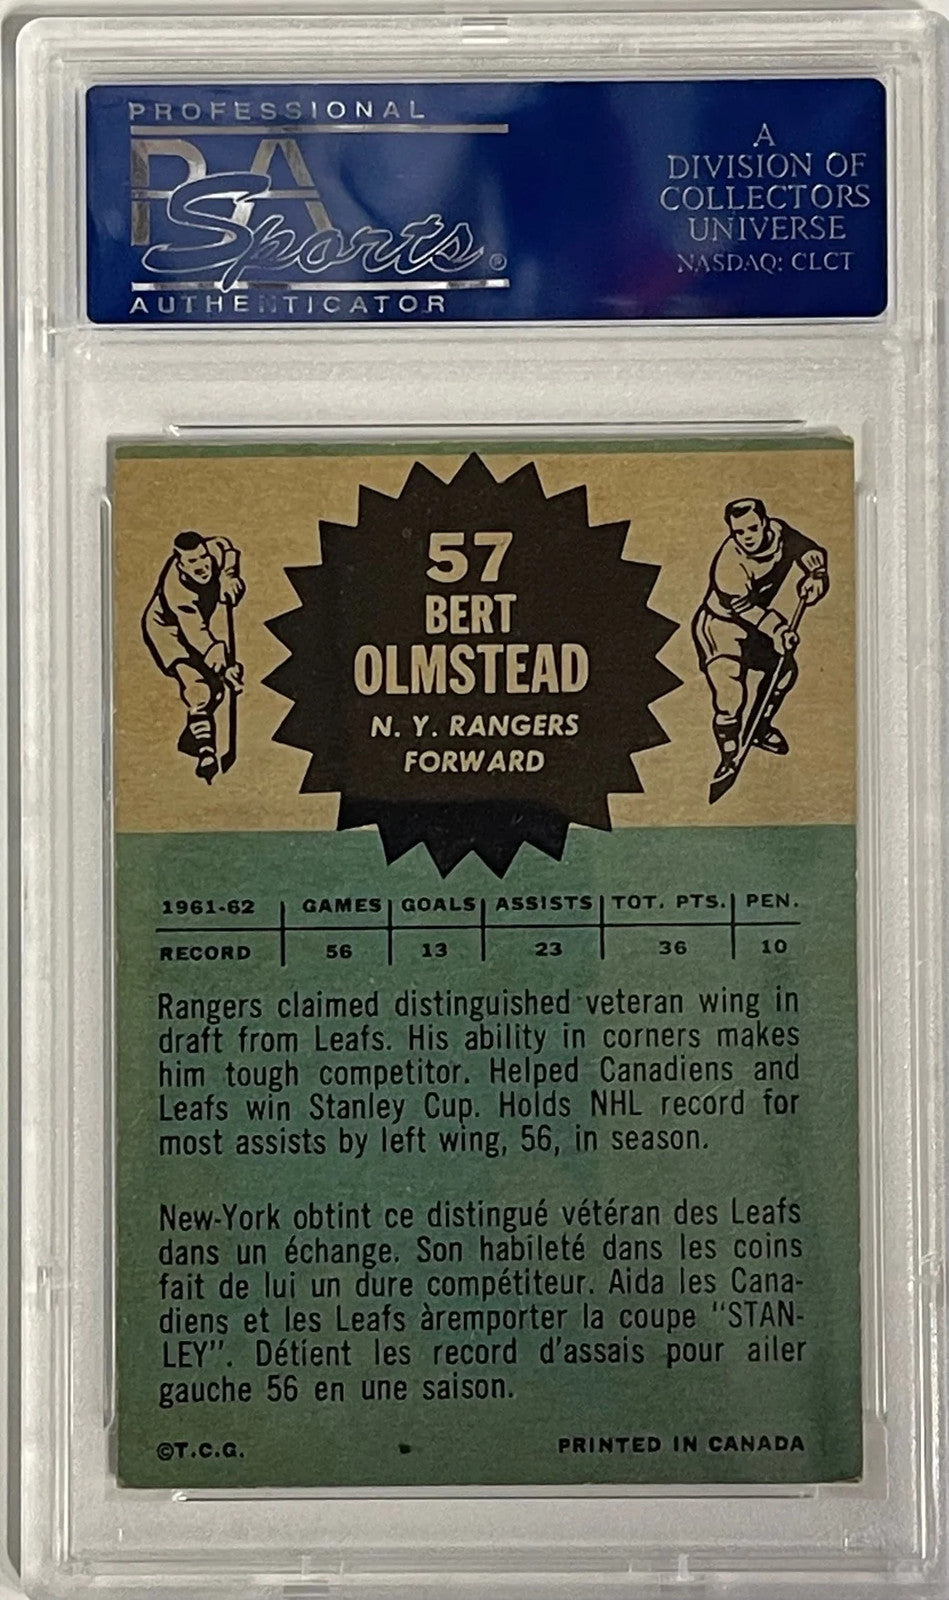 PROFESSIONAL
PSA
Sports®
AUTHENTICATOR
A
DIVISION OF
COLLECTORS
UNIVERSE
NASDAQ: CLCT
57
BERT
OLMSTEAD
N. Y. RANGERS
FORWARD
1961-62 GAMES GOALS ASSISTS TOT. PTS. PEN.
RECORD 56 13 23 36 10
Rangers claimed distinguished veteran wing in
draft from Leafs. His ability in corners makes
him tough competitor. Helped Canadiens and
Leafs win Stanley Cup. Holds NHL record for
most assists by left wing, 56, in season.
New-York obtint ce distingué vétéran des Leafs
dans un échange. Son habileté dans les coins
fait de lui un dure compétiteur. Aida les Cana-
diens et les Leafs àremporter la coupe "STAN-
LEY". Détient les record d'assais pour ailer
gauche 56 en une saison.
©T.C.G.
PRINTED IN CANADA